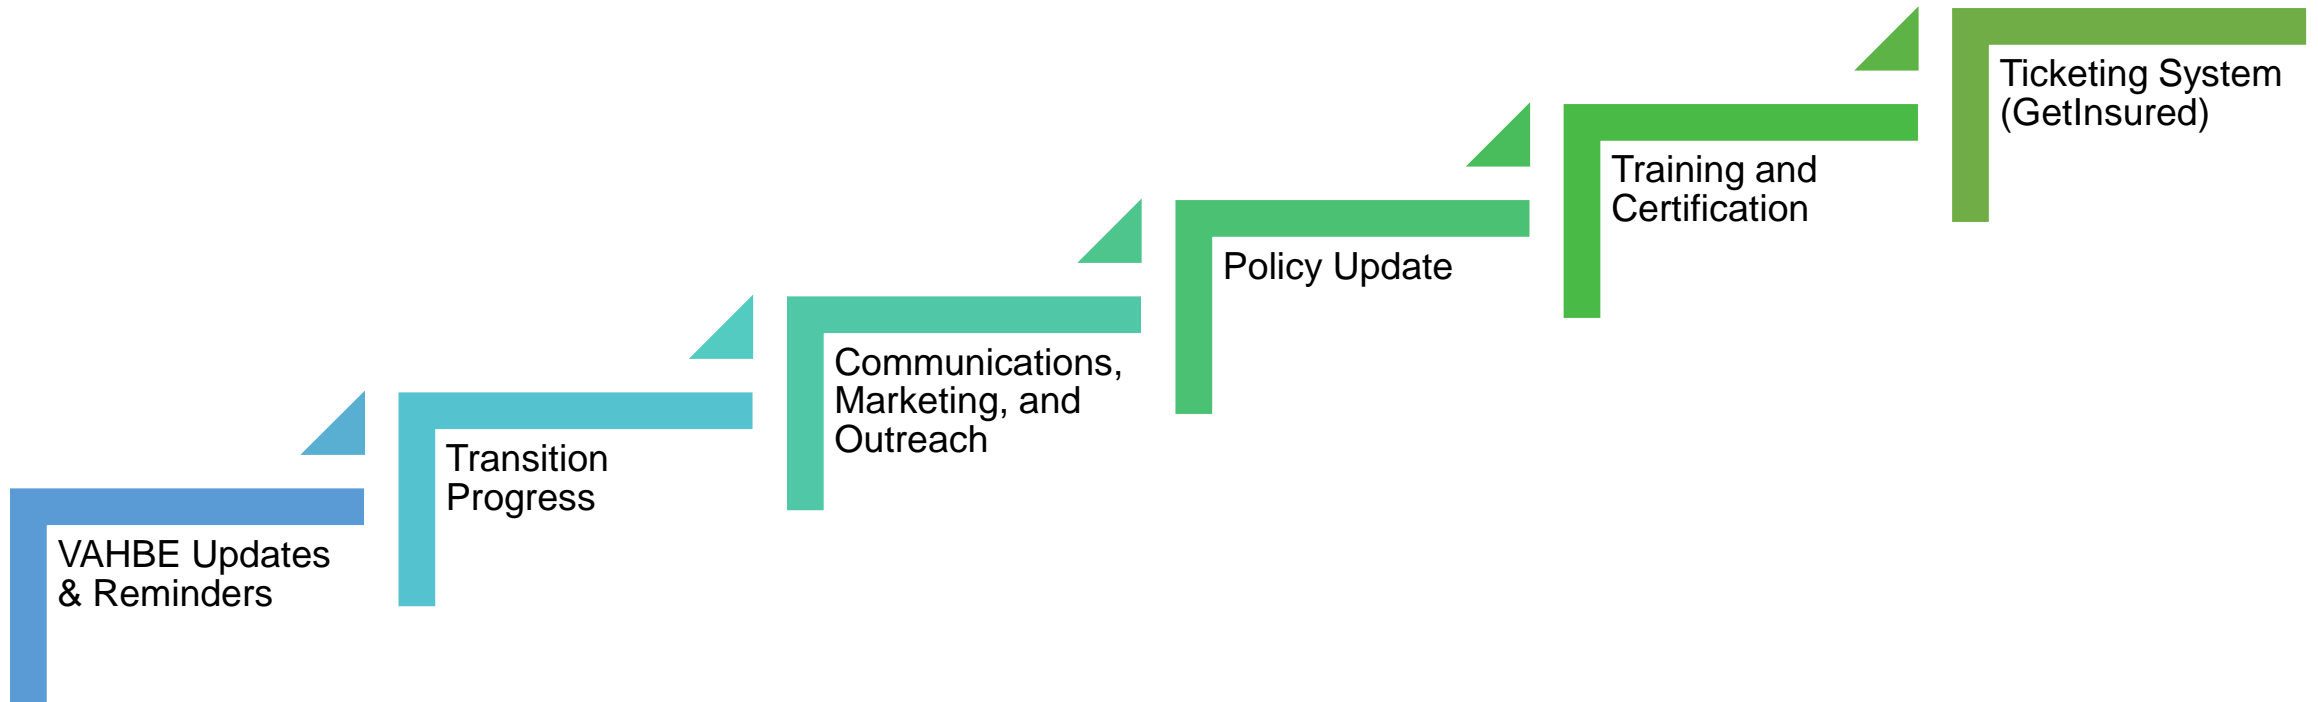 VAHBE Updates
& Reminders
Transition
Progress
Communications,
Marketing, and
Outreach
Policy Update
Training and
Certification
Ticketing System
(GetInsured)